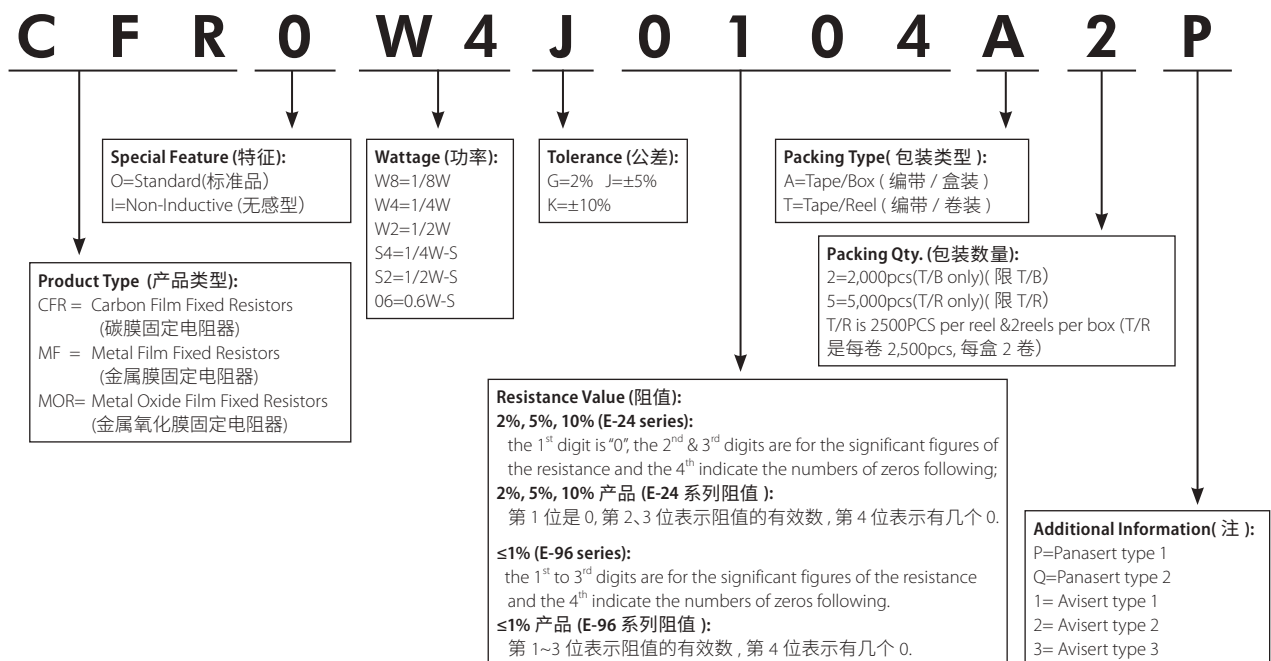 C F R 0 W 4 J 0 1 0 4 A 2 P
Special Feature (特征):
O=Standard(标准品)
I=Non-Inductive (无感型)
Wattage (功率):
W8=1/8W
W4=1/4W
W2=1/2W
S4=1/4W-S
S2=1/2W-S
06=0.6W-S
Tolerance (公差):
G=2% J=±5%
K=±10%
Packing Type( 包装类型 ):
A=Tape/Box ( 编带 / 盒装 )
T=Tape/Reel ( 编带 / 卷装 )
Packing Qty. (包装数量):
2=2,000pcs(T/B only)( 限 T/B)
5=5,000pcs(T/R only)( 限 T/R)
T/R is 2500PCS per reel &2reels per box (T/R
是每卷 2,500pcs, 每盒 2 卷)
Product Type (产品类型):
CFR = Carbon Film Fixed Resistors
(碳膜固定电阻器)
MF = Metal Film Fixed Resistors
(金属膜固定电阻器)
MOR= Metal Oxide Film Fixed Resistors
(金属氧化膜固定电阻器)
Resistance Value (阻值):
2%, 5%, 10% (E-24 series):
the 1st digit is "0", the 2nd & 3rd digits are for the significant figures of
the resistance and the 4th indicate the numbers of zeros following;
2%, 5%, 10% 产品 (E-24 系列阻值 ):
第 1 位是 0, 第 2、3 位表示阻值的有效数 , 第 4 位表示有几个 0.
≤1% (E-96 series):
the 1st to 3rd digits are for the significant figures of the resistance
and the 4th indicate the numbers of zeros following.
≤1% 产品 (E-96 系列阻值 ):
第 1~3 位表示阻值的有效数 , 第 4 位表示有几个 0.
Additional Information( 注 ):
P=Panasert type 1
Q=Panasert type 2
1= Avisert type 1
2= Avisert type 2
3= Avisert type 3